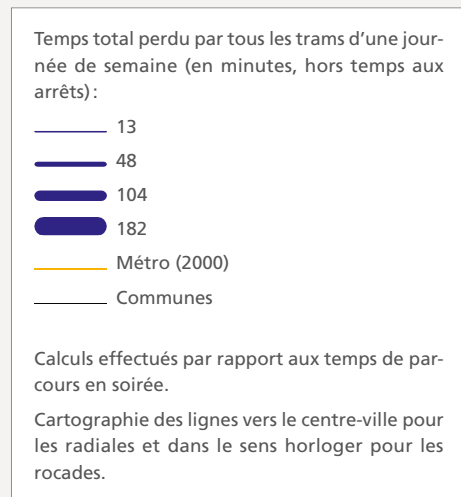 Temps total perdu par tous les trams d’une jour-
née de semaine (en minutes, hors temps aux
arrêts) :
13
48
104
182
Métro (2000)
Communes
Calculs effectués par rapport aux temps de par-
cours en soirée.
Cartographie des lignes vers le centre-ville pour
les radiales et dans le sens horloger pour les
rocades.